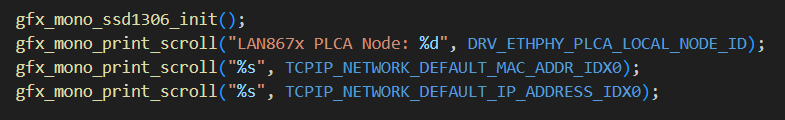 gfx_mono_ssd1306_init();
gfx_mono_print_scroll("LAN867x PLCA Node: %d", DRV_ETHPHY_PLCA_LOCAL_NODE_ID);
gfx_mono_print_scroll("%s", TCPIP_NETWORK_DEFAULT_MAC_ADDR_IDX0);
gfx_mono_print_scroll("%s", TCPIP_NETWORK_DEFAULT_IP_ADDRESS_IDX0);